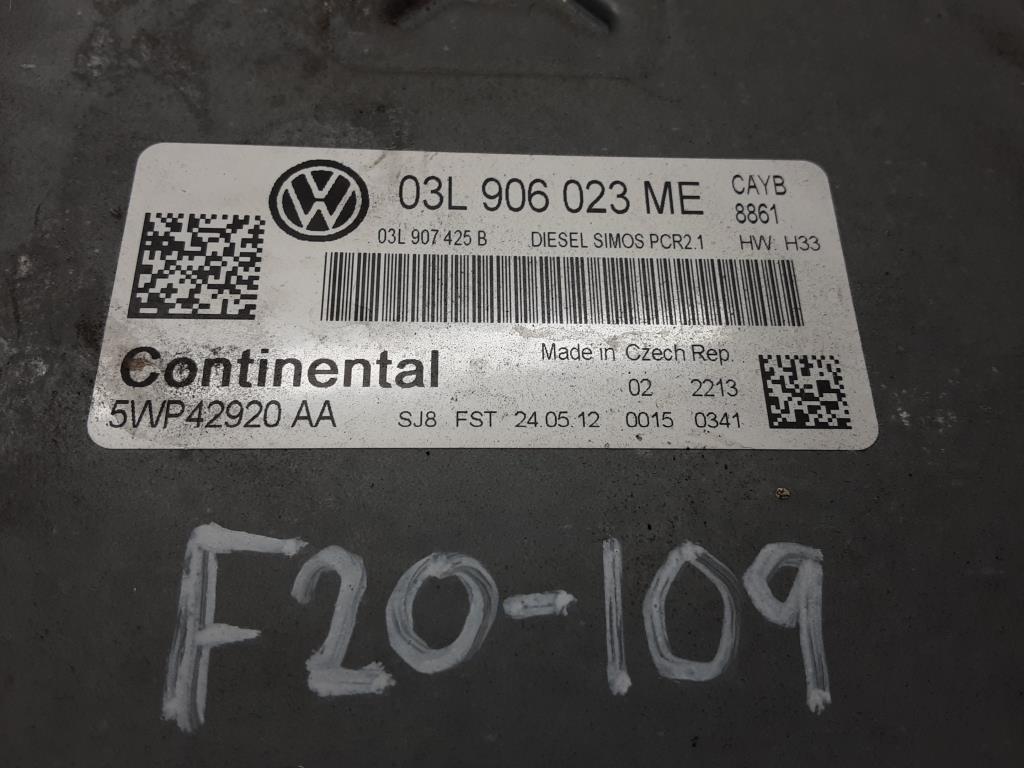 03L 906 023 ME CAYB
8861
03L 907 425 B DIESEL SIMOS PCR2.1 HW H33
Continental Made in Czech Rep.
02 2213
5WP42920 AA SJ8 FST 24.05.12 0015 0341
F20-109